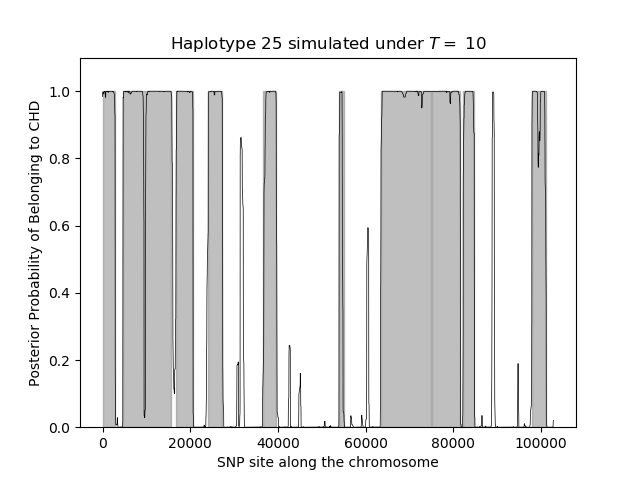 Haplotype 25 simulated under T = 10
Posterior Probability of Belonging to CHD
1.0
0.8
0.6
0.4
0.2
0.0
0 20000 40000 60000 80000 100000
SNP site along the chromosome